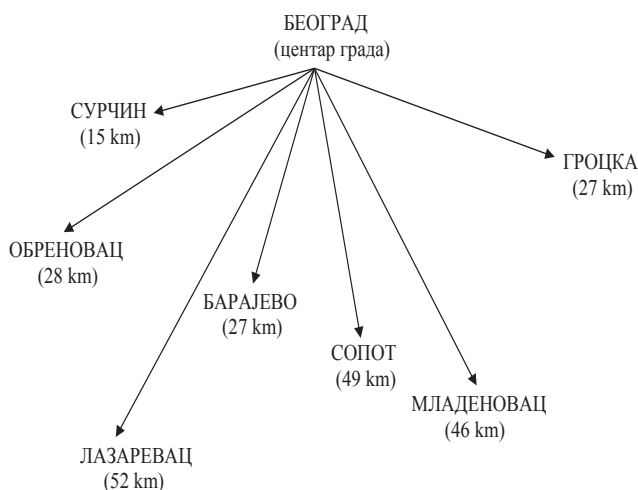 БЕОГРАД
(центар града)
СУРЧИН
(15 km)
ГРОЦКА
(27 km)
ОБРЕНОВАЦ
(28 km)
БАРАЈЕВО
(27 km)
СОПОТ
(49 km)
МЛАДЕНОВАЦ
(46 km)
ЛАЗАРЕВАЦ
(52 km)